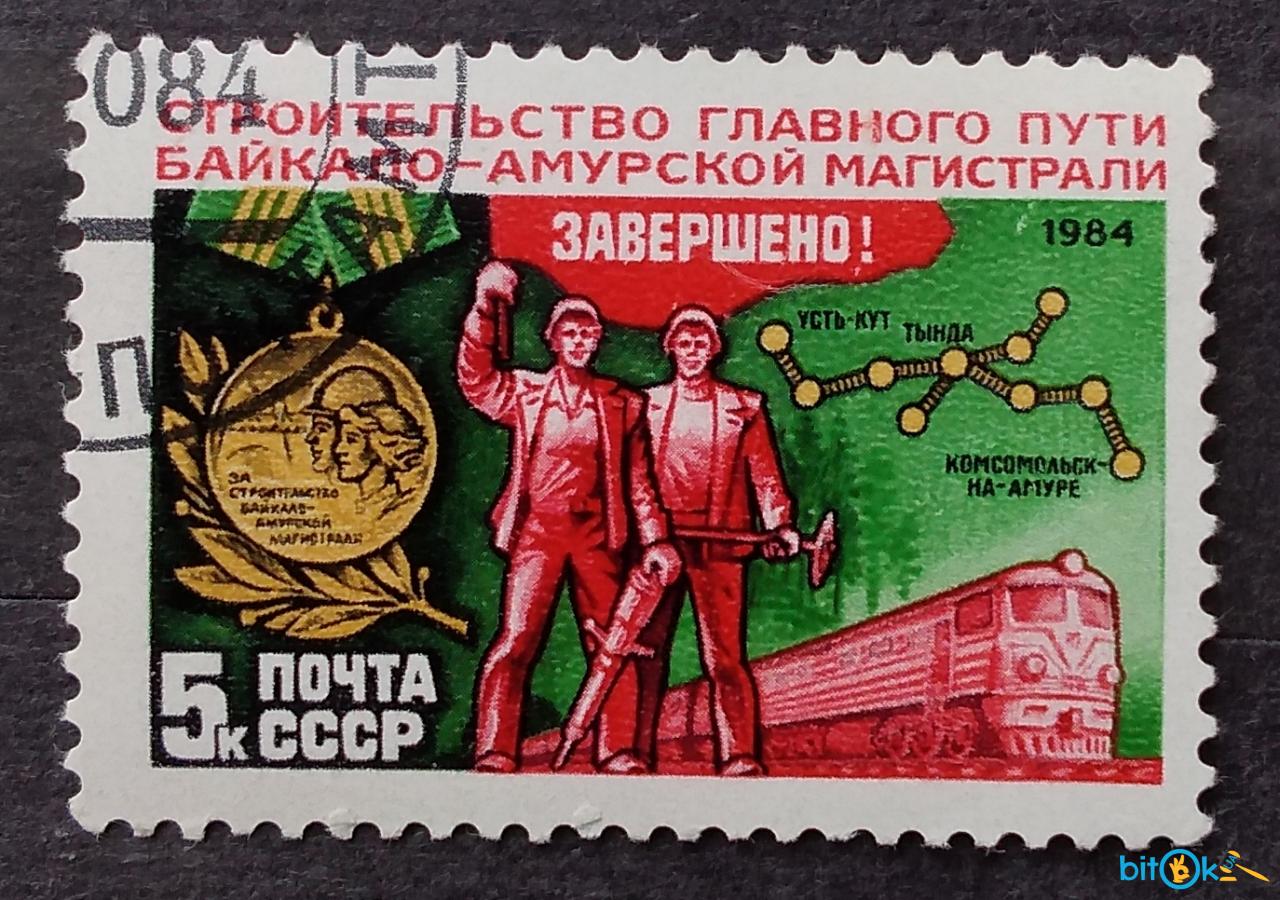 084
СТРОИТЕЛЬСТВО ГЛАВНОГО ПУТИ
БАЙКАЛО-АМУРСКОЙ МАГИСТРАЛИ
ЗАВЕРШЕНО!
1984
УСТЬ-КУТ
ТЫНДА
КОМСОМОЛЬСК-
НА-АМУРЕ
ЗА
СТРОИТЕЛЬСТВО
БАЙКАЛО-
АМУРСКОЙ
МАГИСТРАЛИ
П
5к
ПОЧТА
СССР
bitOk